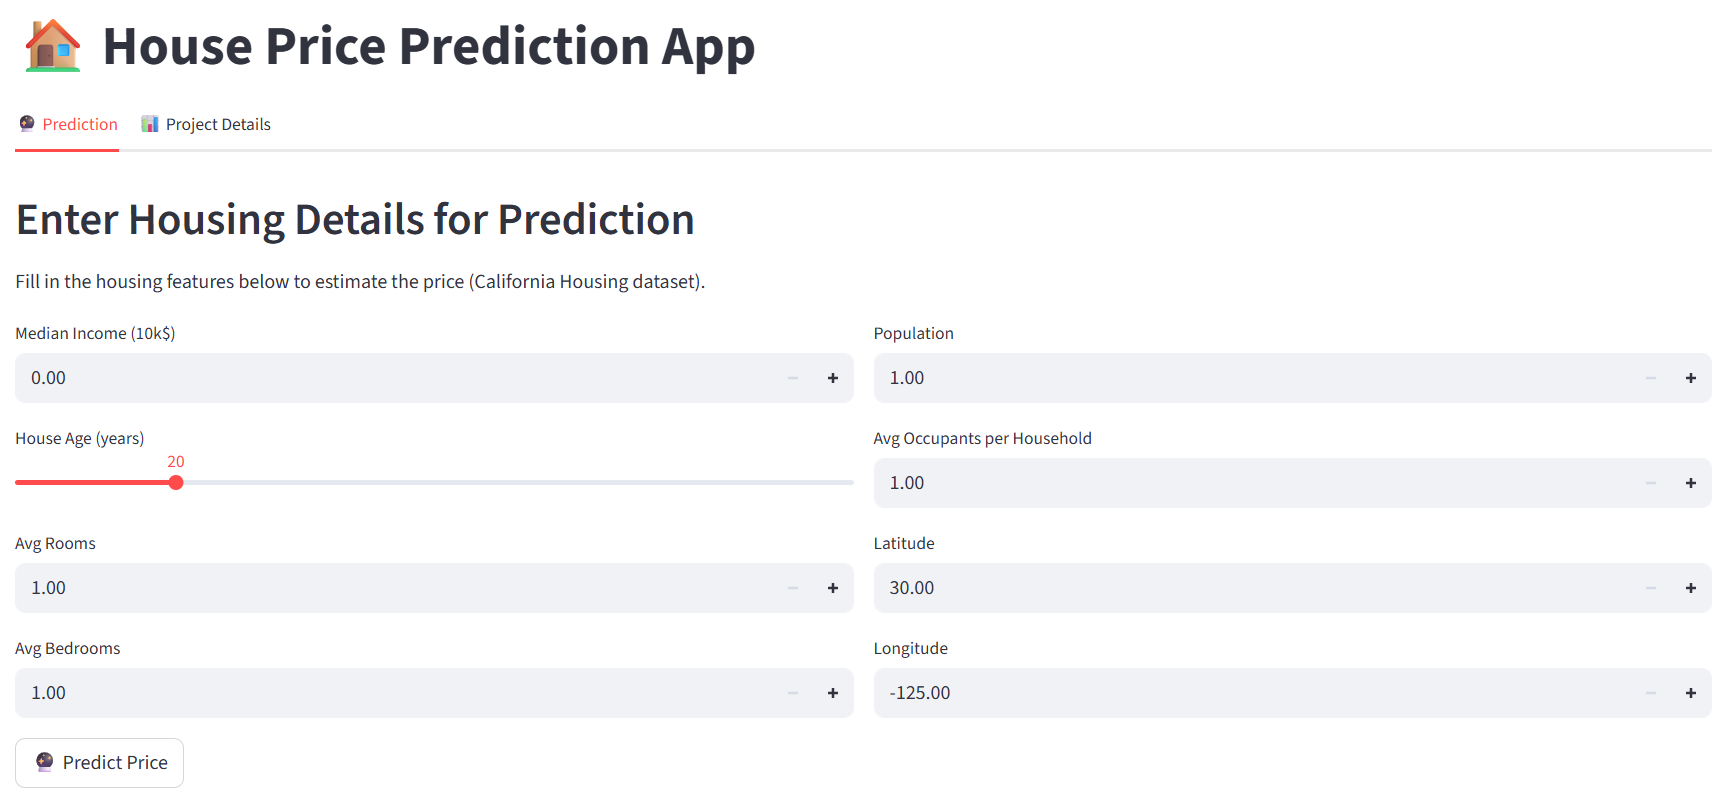 House Price Prediction App
Prediction
Project Details
Enter Housing Details for Prediction
Fill in the housing features below to estimate the price (California Housing dataset).
Median Income (10k$)
0.00
House Age (years)
20
Avg Rooms
1.00
Avg Bedrooms
1.00
Population
1.00
Avg Occupants per Household
1.00
Latitude
30.00
Longitude
-125.00
Predict Price